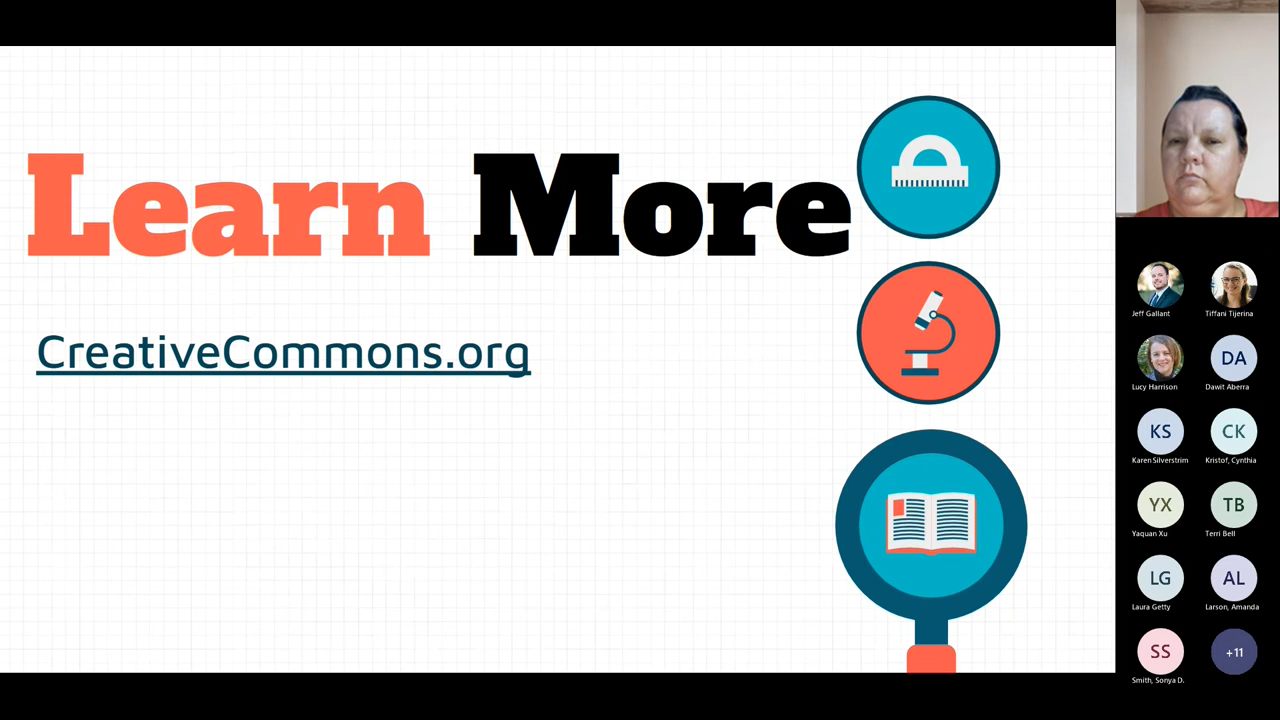 Learn More
CreativeCommons.org
Jeff Gallant
Tiffani Tijerina
Lucy Harrison
DA
Dawit Aberra
KS
Karen Silverstrim
CK
Kristof, Cynthia
YX
Yaquan Xu
TB
Terri Bell
LG
Laura Getty
AL
Larson, Amanda
SS
Smith, Sonya D.
+11